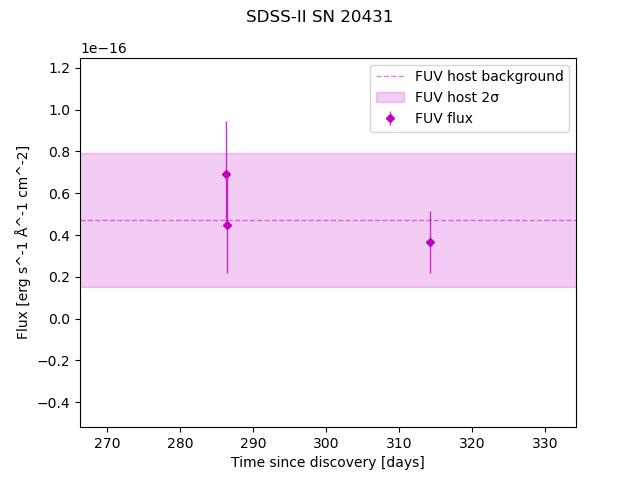 SDSS-II SN 20431
1e−16
FUV host background
FUV host 2σ
FUV flux
1.2
1.0
0.8
0.6
0.4
0.2
0.0
−0.2
−0.4
Flux [erg s^-1 Å^-1 cm^-2]
270 280 290 300 310 320 330
Time since discovery [days]